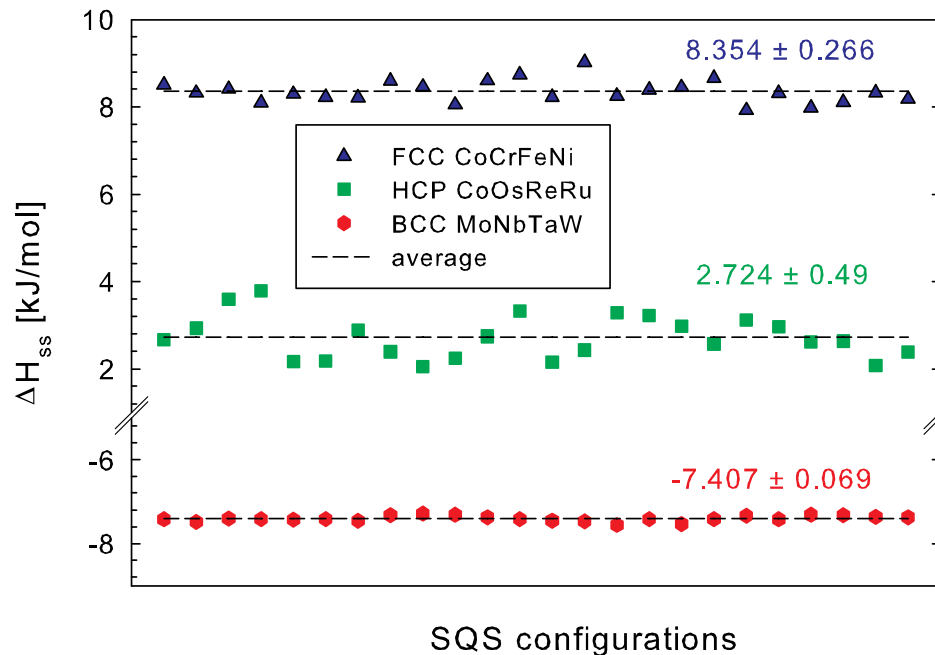 10
8.354 ± 0.266
8
FCC CoCrFeNi
HCP CoOsReRu
BCC MoNbTaW
average
6
4
2.724 ± 0.49
2
ΔHss [kJ/mol]
-6
-7.407 ± 0.069
-8
SQS configurations